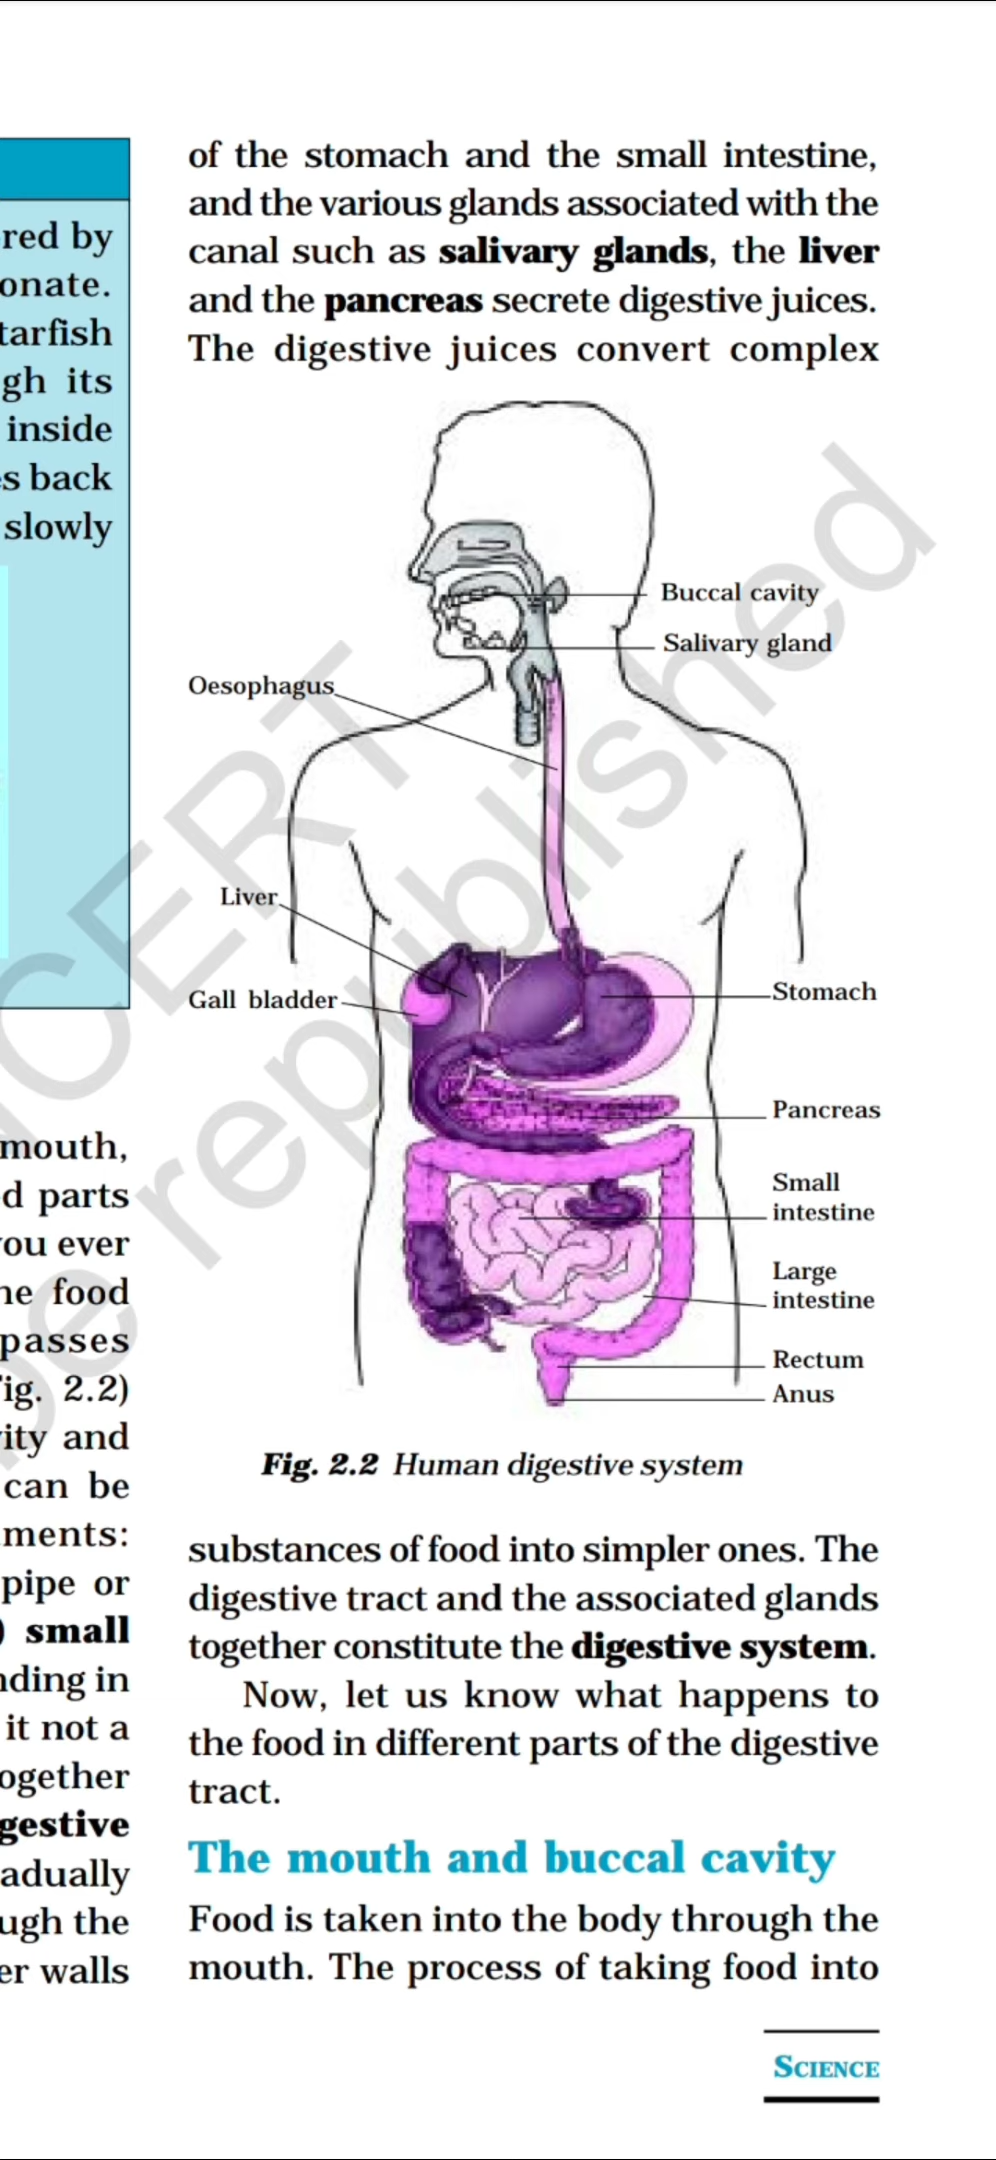 red by
onate.
tarfish
gh its
inside
s back
slowly
mouth,
d parts
ou ever
he food
passes
ig. 2.2)
ity and
can be
ments:
pipe or
) small
nding in
it not a
ogether
gestive
adually
ugh the
er walls
of the stomach and the small intestine,
and the various glands associated with the
canal such as salivary glands, the liver
and the pancreas secrete digestive juices.
The digestive juices convert complex
Buccal cavity
Salivary gland
Oesophagus
Liver
Gall bladder
Stomach
Pancreas
Small
intestine
Large
intestine
Rectum
Anus
Fig. 2.2 Human digestive system
substances of food into simpler ones. The
digestive tract and the associated glands
together constitute the digestive system.
Now, let us know what happens to
the food in different parts of the digestive
tract.
The mouth and buccal cavity
Food is taken into the body through the
mouth. The process of taking food into
SCIENCE
CERT
be republished